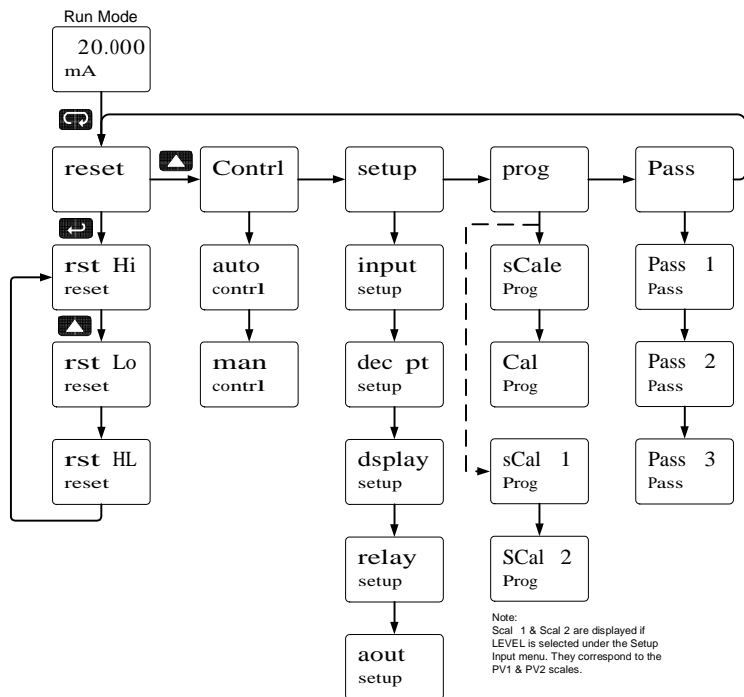 Run Mode
20.000
mA
reset
Contrl
setup
prog
Pass
rst Hi
reset
rst Lo
reset
rst HL
reset
auto
contrl
man
contrl
input
setup
dec pt
setup
dsplay
setup
relay
setup
aout
setup
sCale
Prog
Cal
Prog
sCal 1
Prog
SCal 2
Prog
Note:
Scal 1 & Scal 2 are displayed if
LEVEL is selected under the Setup
Input menu. They correspond to the
PV1 & PV2 scales.
Pass 1
Pass
Pass 2
Pass
Pass 3
Pass